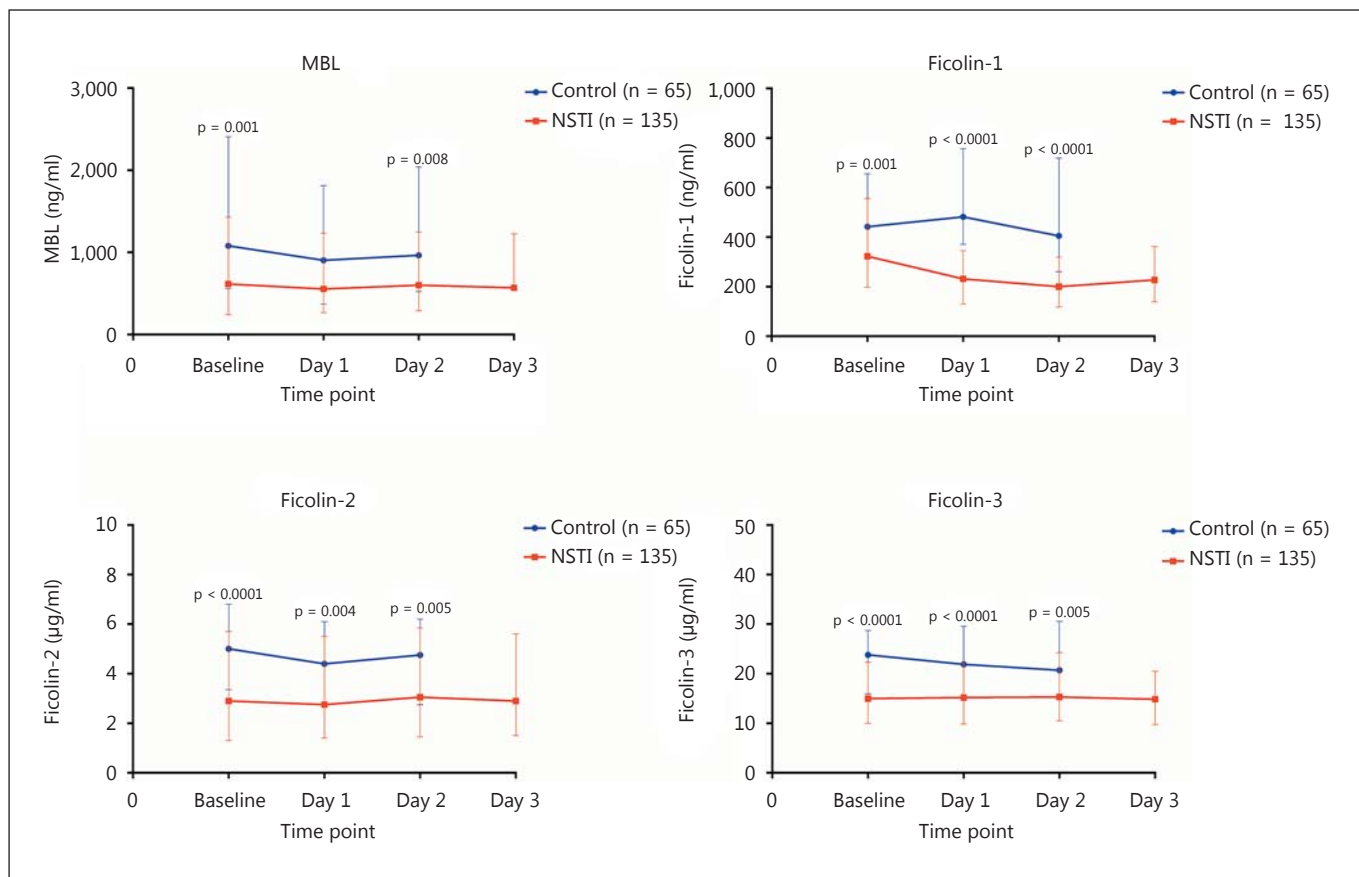 MBL
3,000
2,000
1,000
0
MBL (ng/ml)
p = 0.001
p = 0.008
Control (n = 65)
NSTI (n = 135)
0
Baseline
Day 1
Day 2
Day 3
Time point
Ficolin-1
1,000
800
600
400
200
0
Ficolin-1 (ng/ml)
p = 0.001
p < 0.0001
p < 0.0001
Control (n = 65)
NSTI (n = 135)
0
Baseline
Day 1
Day 2
Day 3
Time point
Ficolin-2
10
8
6
4
2
0
Ficolin-2 (μg/ml)
p < 0.0001
p = 0.004
p = 0.005
Control (n = 65)
NSTI (n = 135)
0
Baseline
Day 1
Day 2
Day 3
Time point
Ficolin-3
50
40
30
20
10
0
Ficolin-3 (μg/ml)
p < 0.0001
p < 0.0001
p = 0.005
Control (n = 65)
NSTI (n = 135)
0
Baseline
Day 1
Day 2
Day 3
Time point